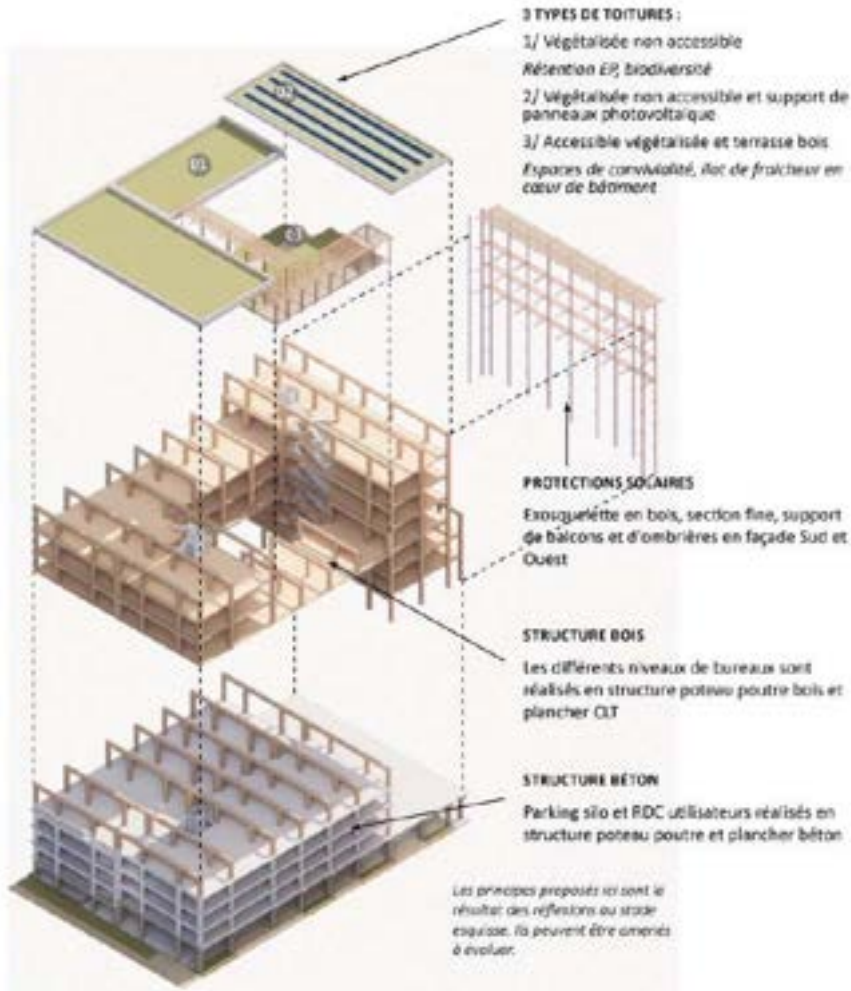 3 TYPES DE TOITURES :
1/ Végétalisée non accessible
Rétention EP, biodiversité
2/ Végétalisée non accessible et support de
panneaux photovoltaïque
3/ Accessible végétalisée et terrasse bois
Espaces de convivialité, ilot de fraicheur en
cœur de bâtiment
02
01
03
PROTECTIONS SOLAIRES
Exosquelette en bois, section fine, support
de balcons et d'ombrières en façade Sud et
Ouest
STRUCTURE BOIS
Les différents niveaux de bureaux sont
réalisés en structure poteau poutre bois et
plancher CLT
STRUCTURE BÉTON
Parking silo et RDC utilisateurs réalisés en
structure poteau poutre et plancher béton
Les principes proposés ici sont le
résultat des réflexions au stade
esquisse. Ils peuvent être amenés
à évoluer.